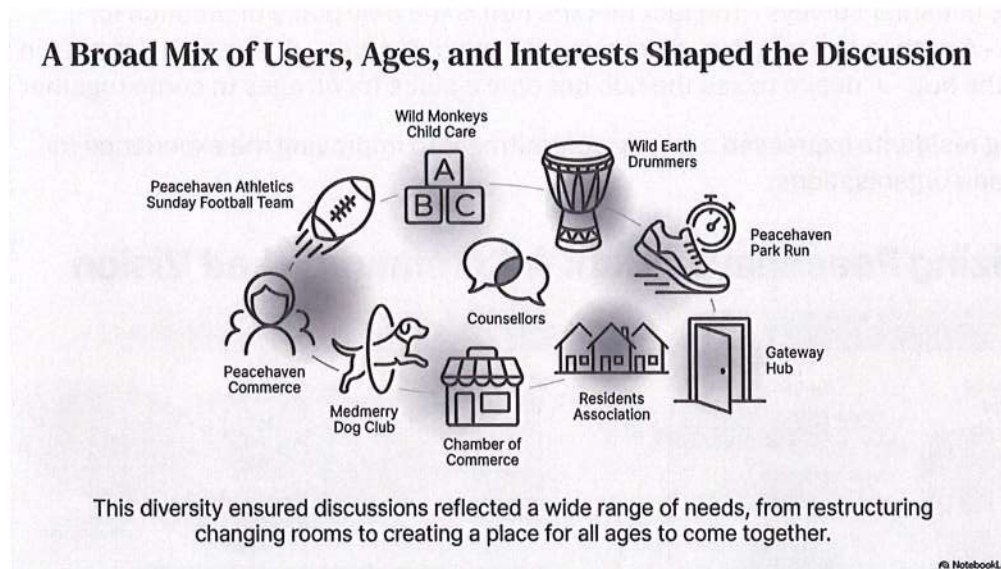 A Broad Mix of Users, Ages, and Interests Shaped the Discussion
Wild Monkeys
Child Care
A
B C
Wild Earth
Drummers
Peacehaven Athletics
Sunday Football Team
Peacehaven
Park Run
Counsellors
Peacehaven
Commerce
Medmerry
Dog Club
Chamber of
Commerce
Residents
Association
Gateway
Hub
This diversity ensured discussions reflected a wide range of needs, from restructuring
changing rooms to creating a place for all ages to come together.